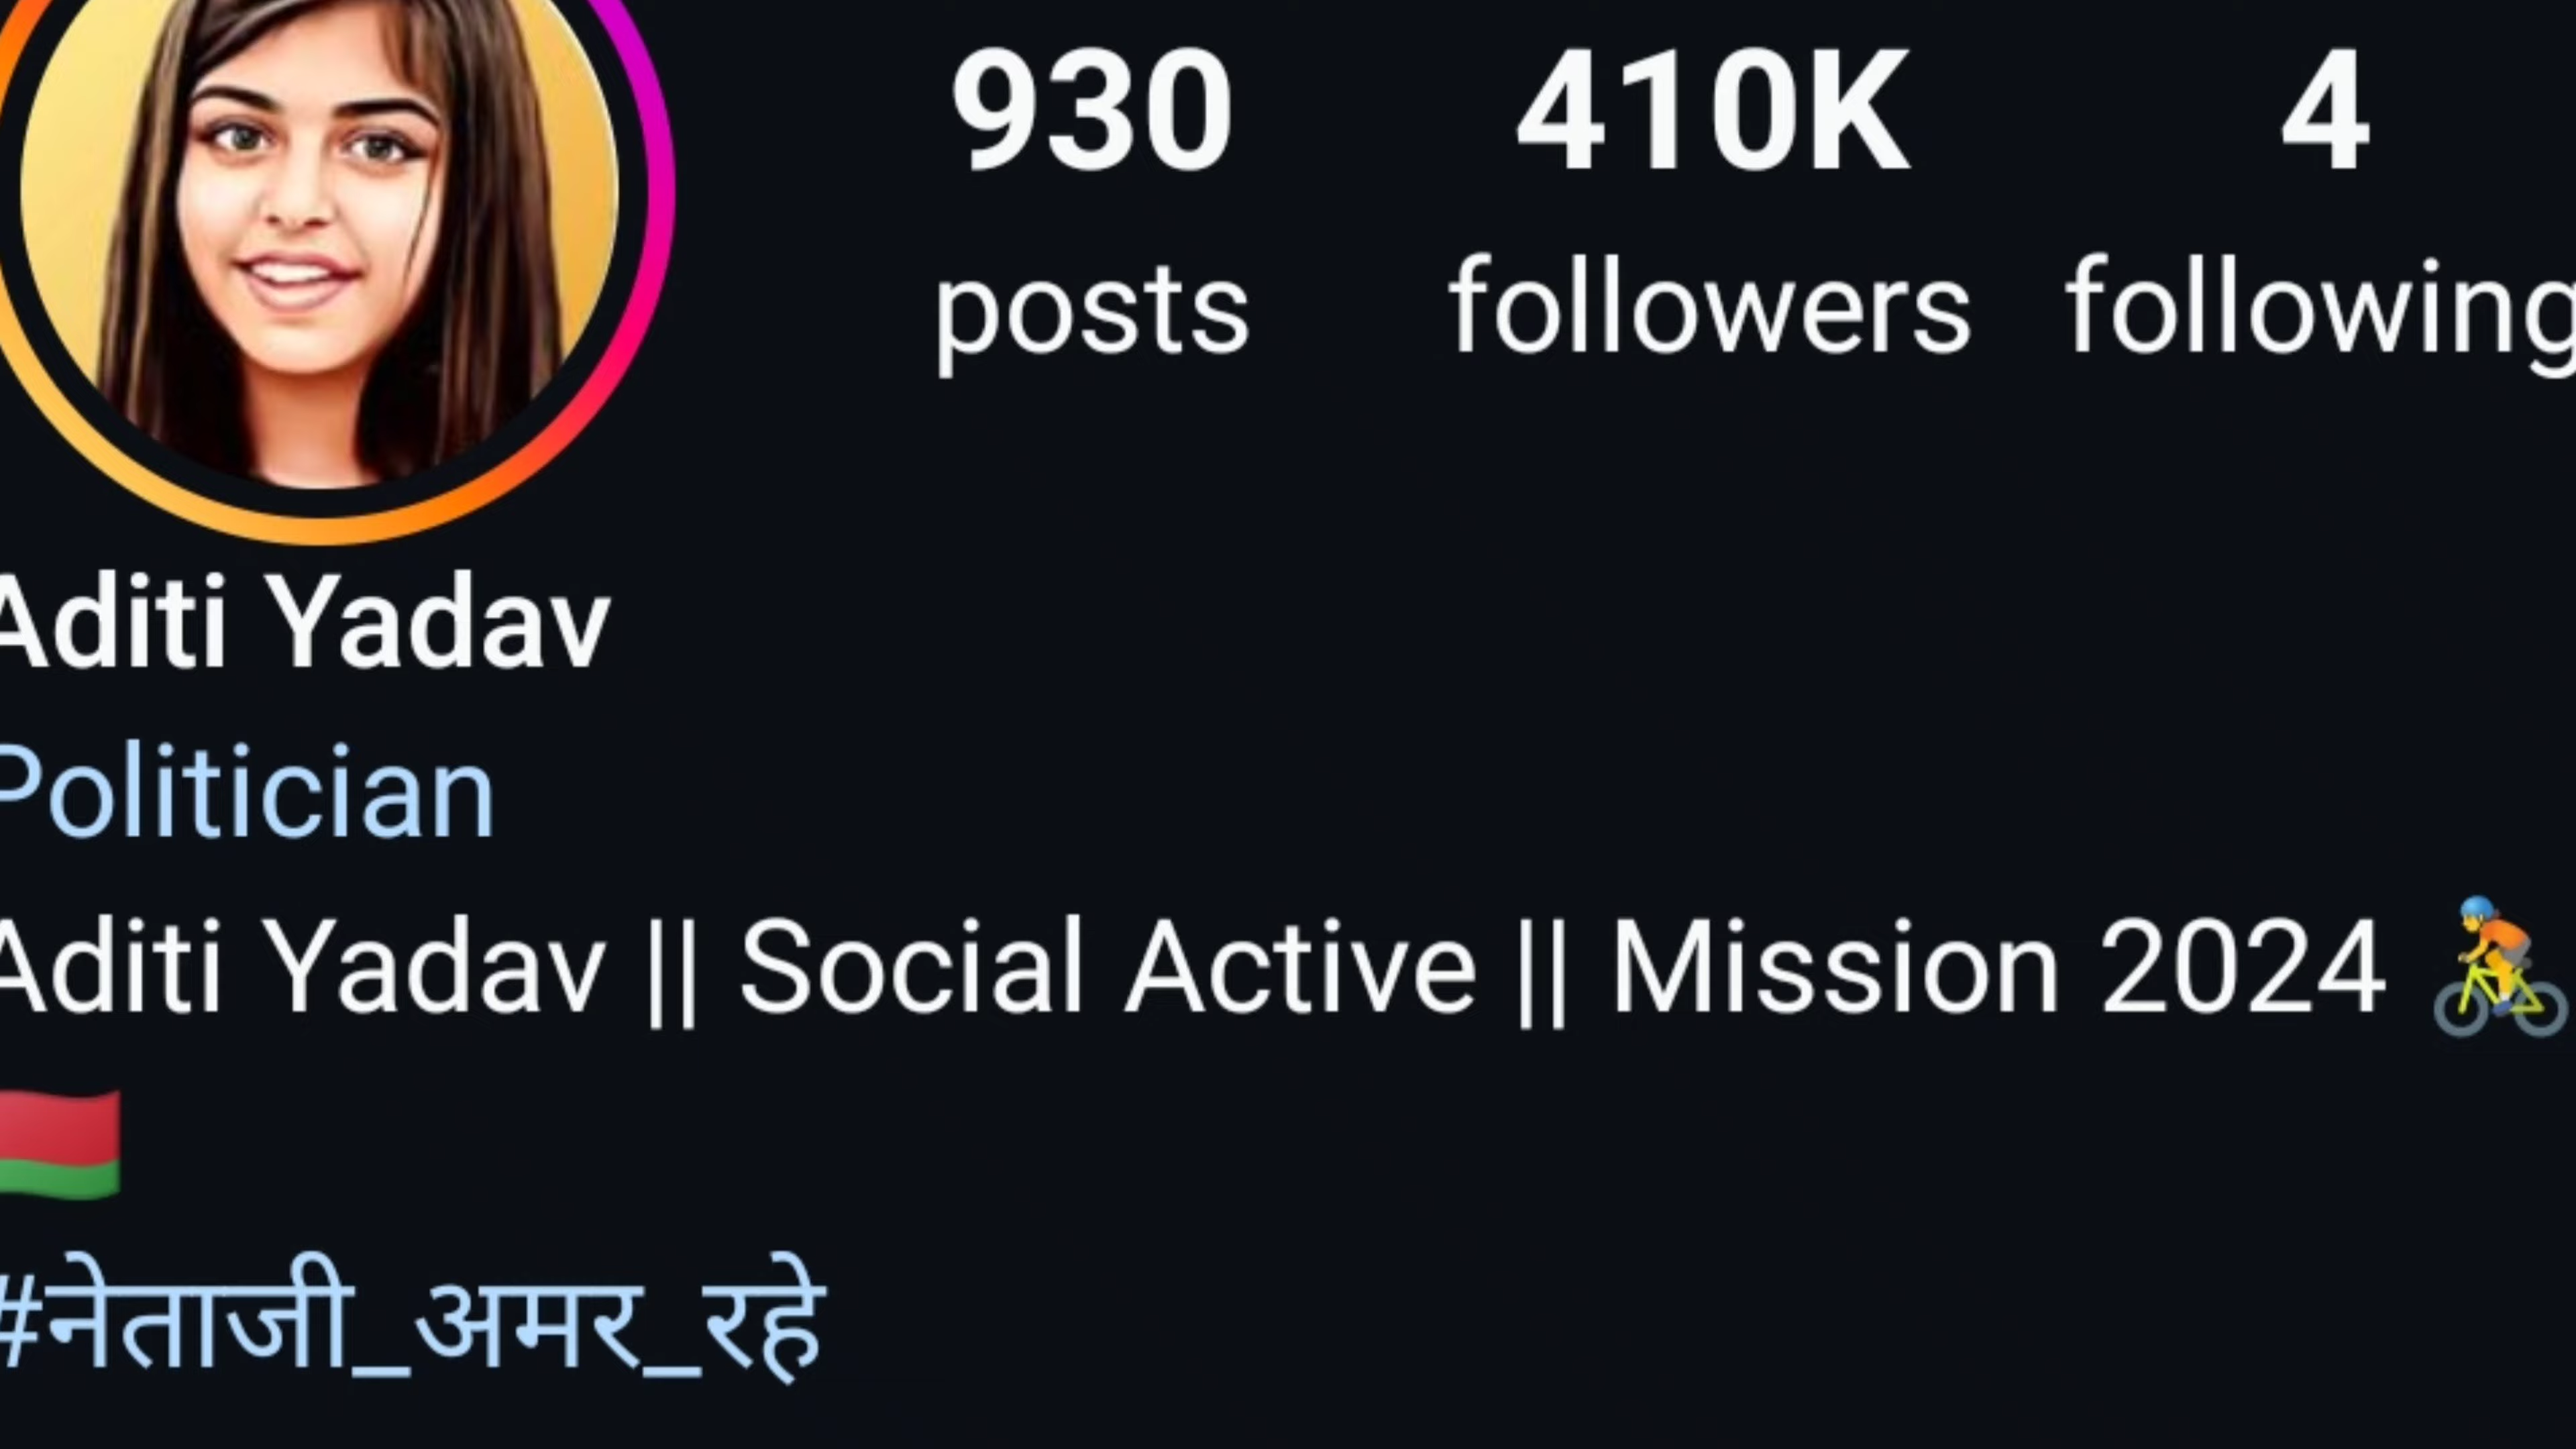 930 410K 4
posts followers following
Aditi Yadav
Politician
Aditi Yadav || Social Active || Mission 2024
#नेताजी_अमर_रहे